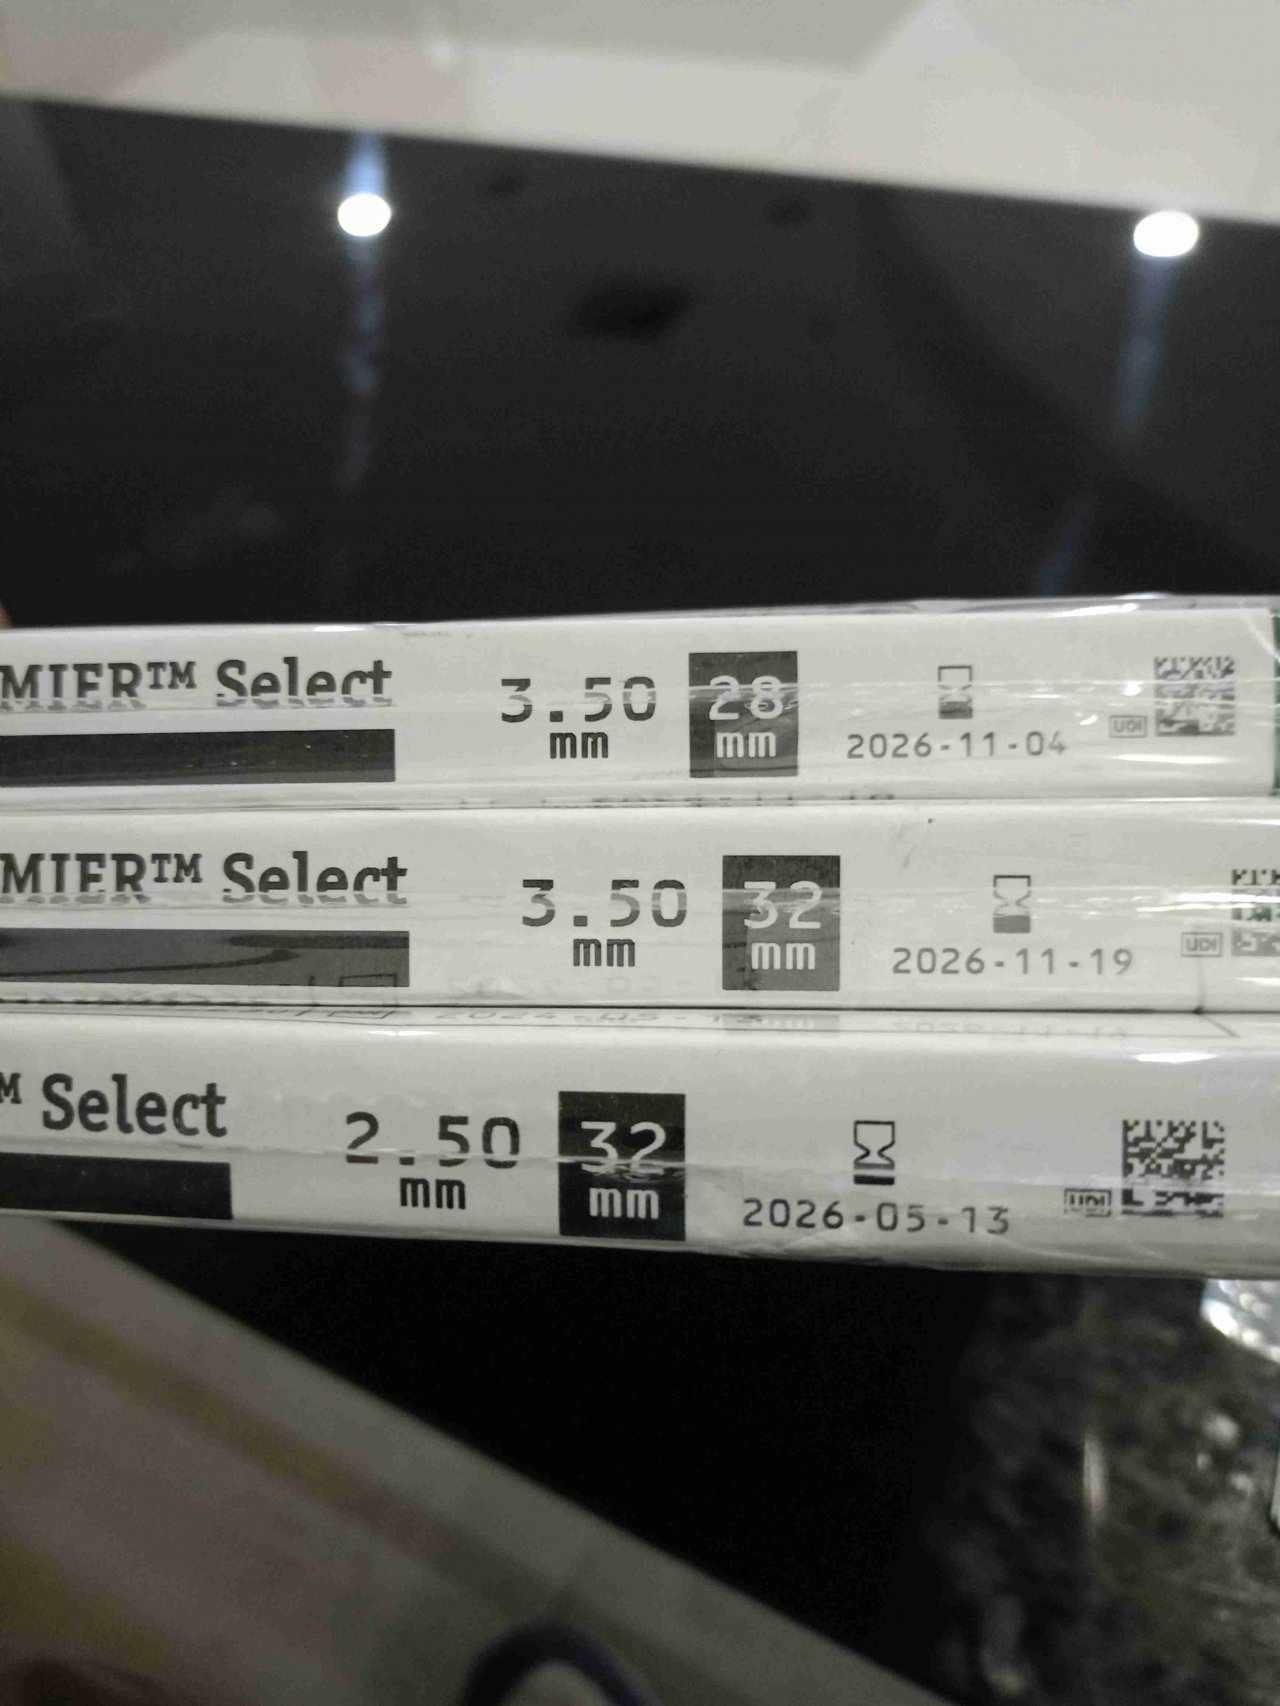 MIER™ Select
3.50 mm
28 mm
2026-11-04
UDI
MIER™ Select
3.50 mm
32 mm
2026-11-19
UDI
™ Select
2.50 mm
32 mm
2026-05-13
UDI